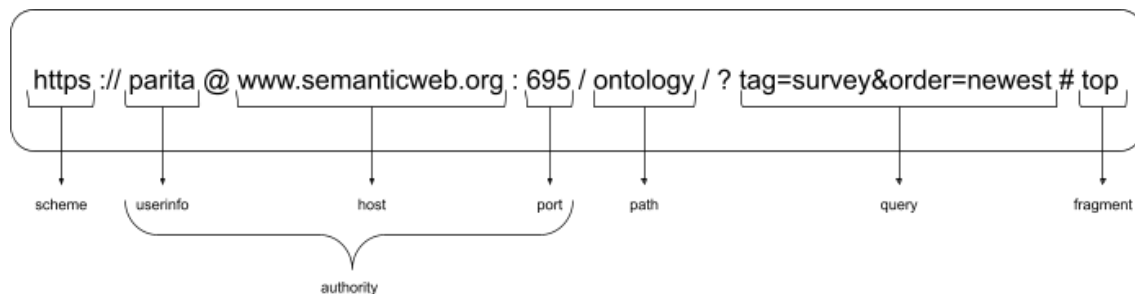 https :// parita @ www.semanticweb.org : 695 / ontology / ? tag=survey&order=newest # top
scheme userinfo host port path query fragment
authority